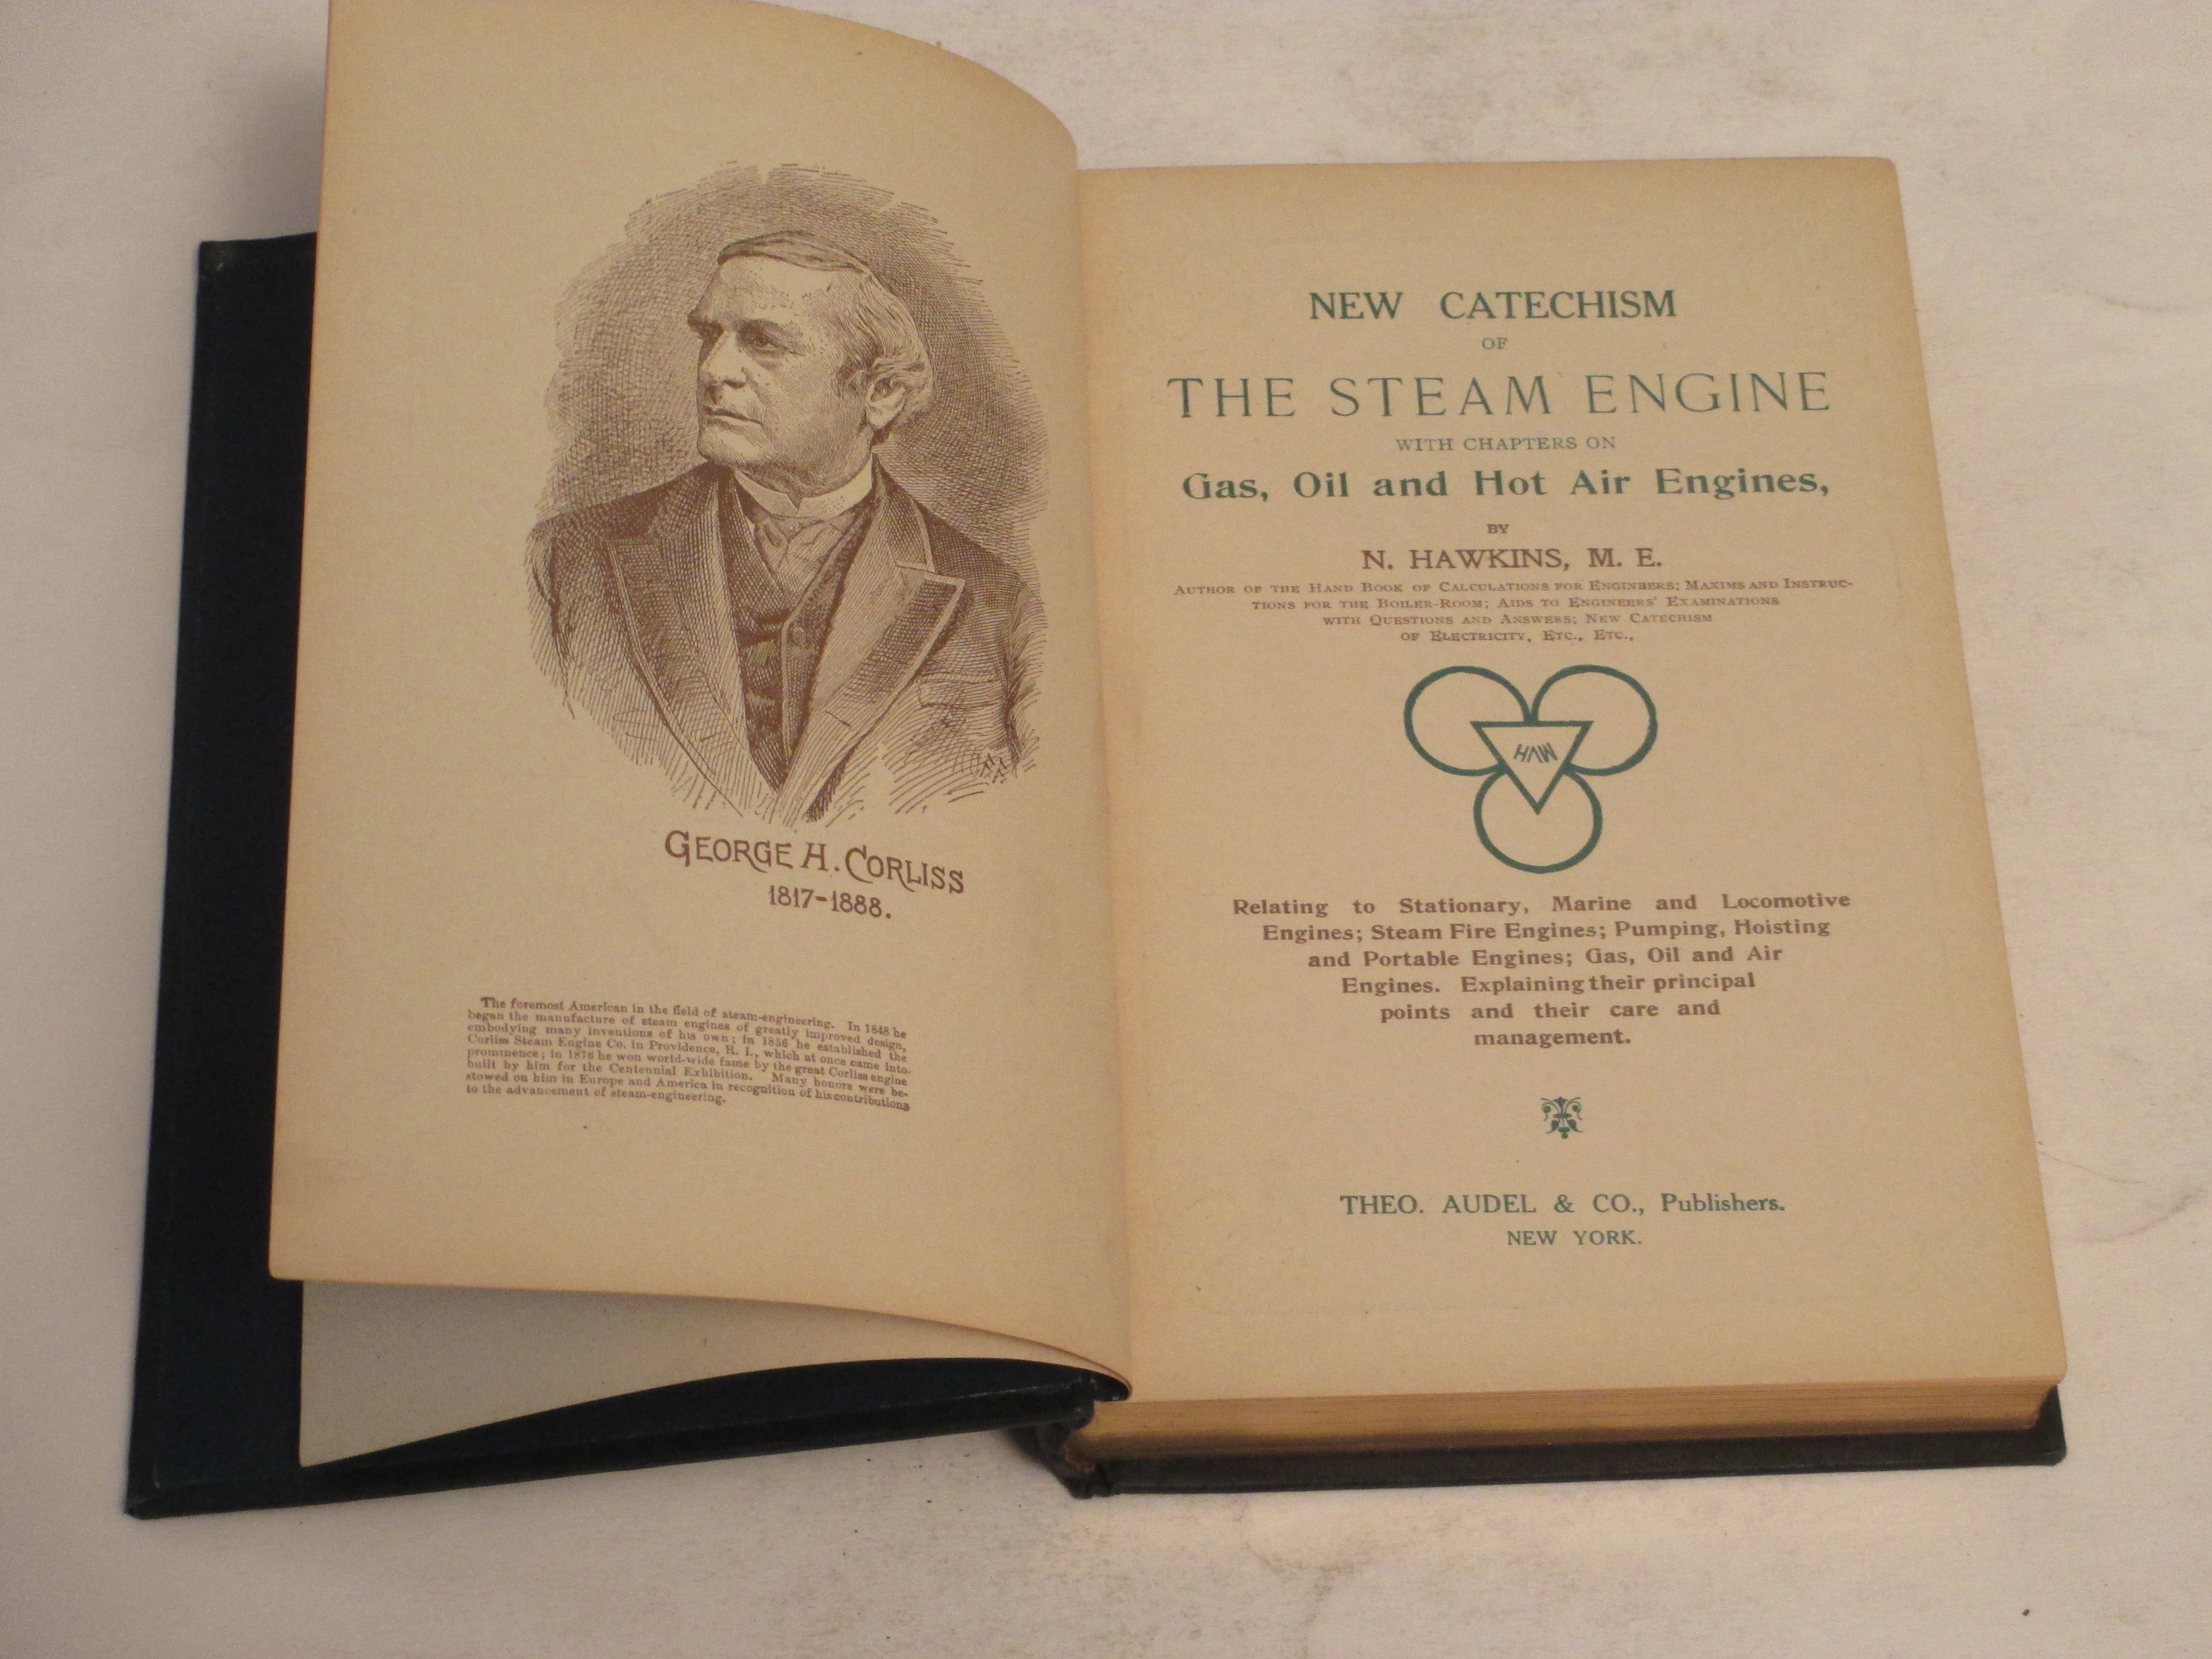 GEORGE H. CORLISS
1817-1888.
The foremost American in the field of steam-engineering. In 1848 he
began the manufacture of steam engines of greatly improved design,
embodying many inventions of his own; in 1856 he established the
Corliss Steam Engine Co. in Providence, R. I., which at once came into
prominence; in 1876 he won world-wide fame by the great Corliss engine
built by him for the Centennial Exhibition. Many honors were be-
stowed on him in Europe and America in recognition of his contributions
to the advancement of steam-engineering.
NEW CATECHISM
OF
THE STEAM ENGINE
WITH CHAPTERS ON
Gas, Oil and Hot Air Engines,
BY
N. HAWKINS, M. E.
AUTHOR OF THE HAND BOOK OF CALCULATIONS FOR ENGINEERS; MAXIMS AND INSTRUC-
TIONS FOR THE BOILER-ROOM; AIDS TO ENGINEERS' EXAMINATIONS
WITH QUESTIONS AND ANSWERS; NEW CATECHISM
OF ELECTRICITY, ETC., ETC.,
HAW
Relating to Stationary, Marine and Locomotive
Engines; Steam Fire Engines; Pumping, Hoisting
and Portable Engines; Gas, Oil and Air
Engines. Explaining their principal
points and their care and
management.
THEO. AUDEL & CO., Publishers.
NEW YORK.